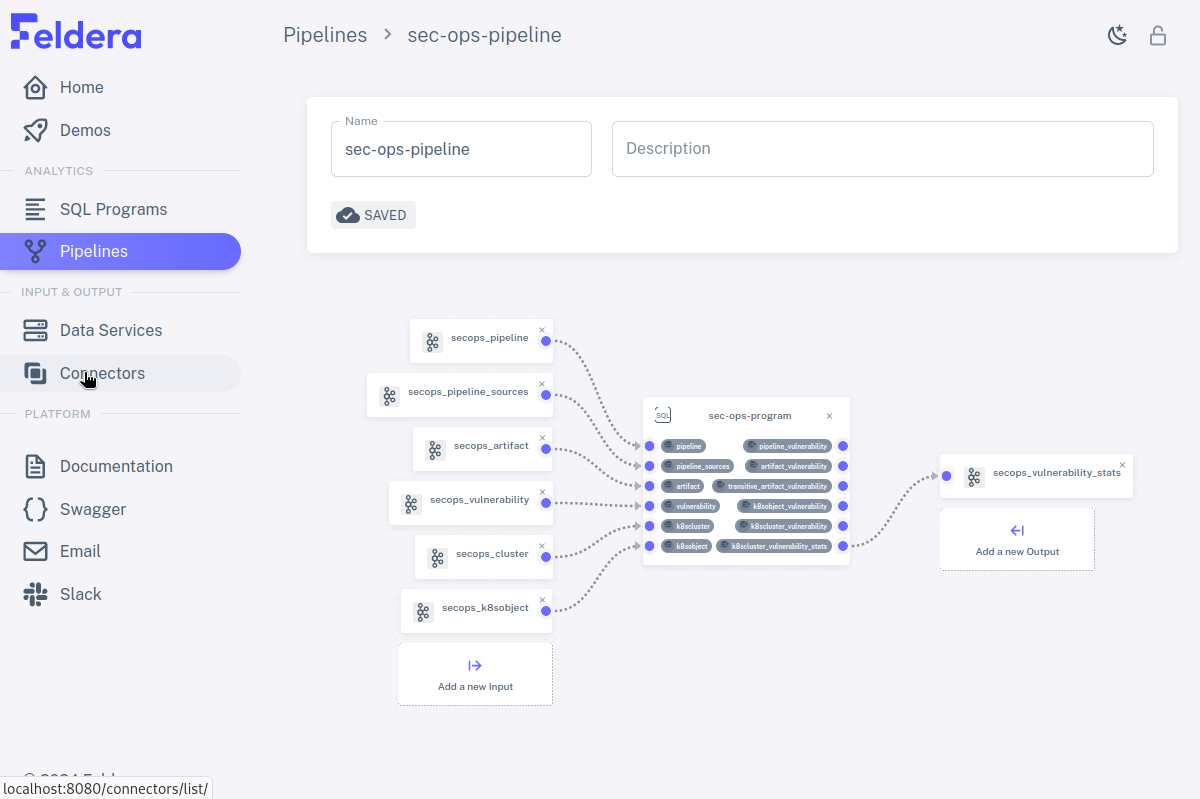 Feldera
Pipelines > sec-ops-pipeline
Home
Demos
ANALYTICS
SQL Programs
Pipelines
INPUT & OUTPUT
Data Services
Connectors
PLATFORM
Documentation
Swagger
Email
Slack
Name
sec-ops-pipeline
Description
SAVED
secops_pipeline ×
secops_pipeline_sources ×
secops_artifact ×
secops_vulnerability ×
secops_cluster ×
secops_k8sobject ×
Add a new Input
SQL sec-ops-program ×
pipeline pipeline_vulnerability
pipeline_sources artifact_vulnerability
artifact transitive_artifact_vulnerability
vulnerability k8sobject_vulnerability
k8scluster k8scluster_vulnerability
k8sobject k8scluster_vulnerability_stats
secops_vulnerability_stats ×
Add a new Output
localhost:8080/connectors/list/